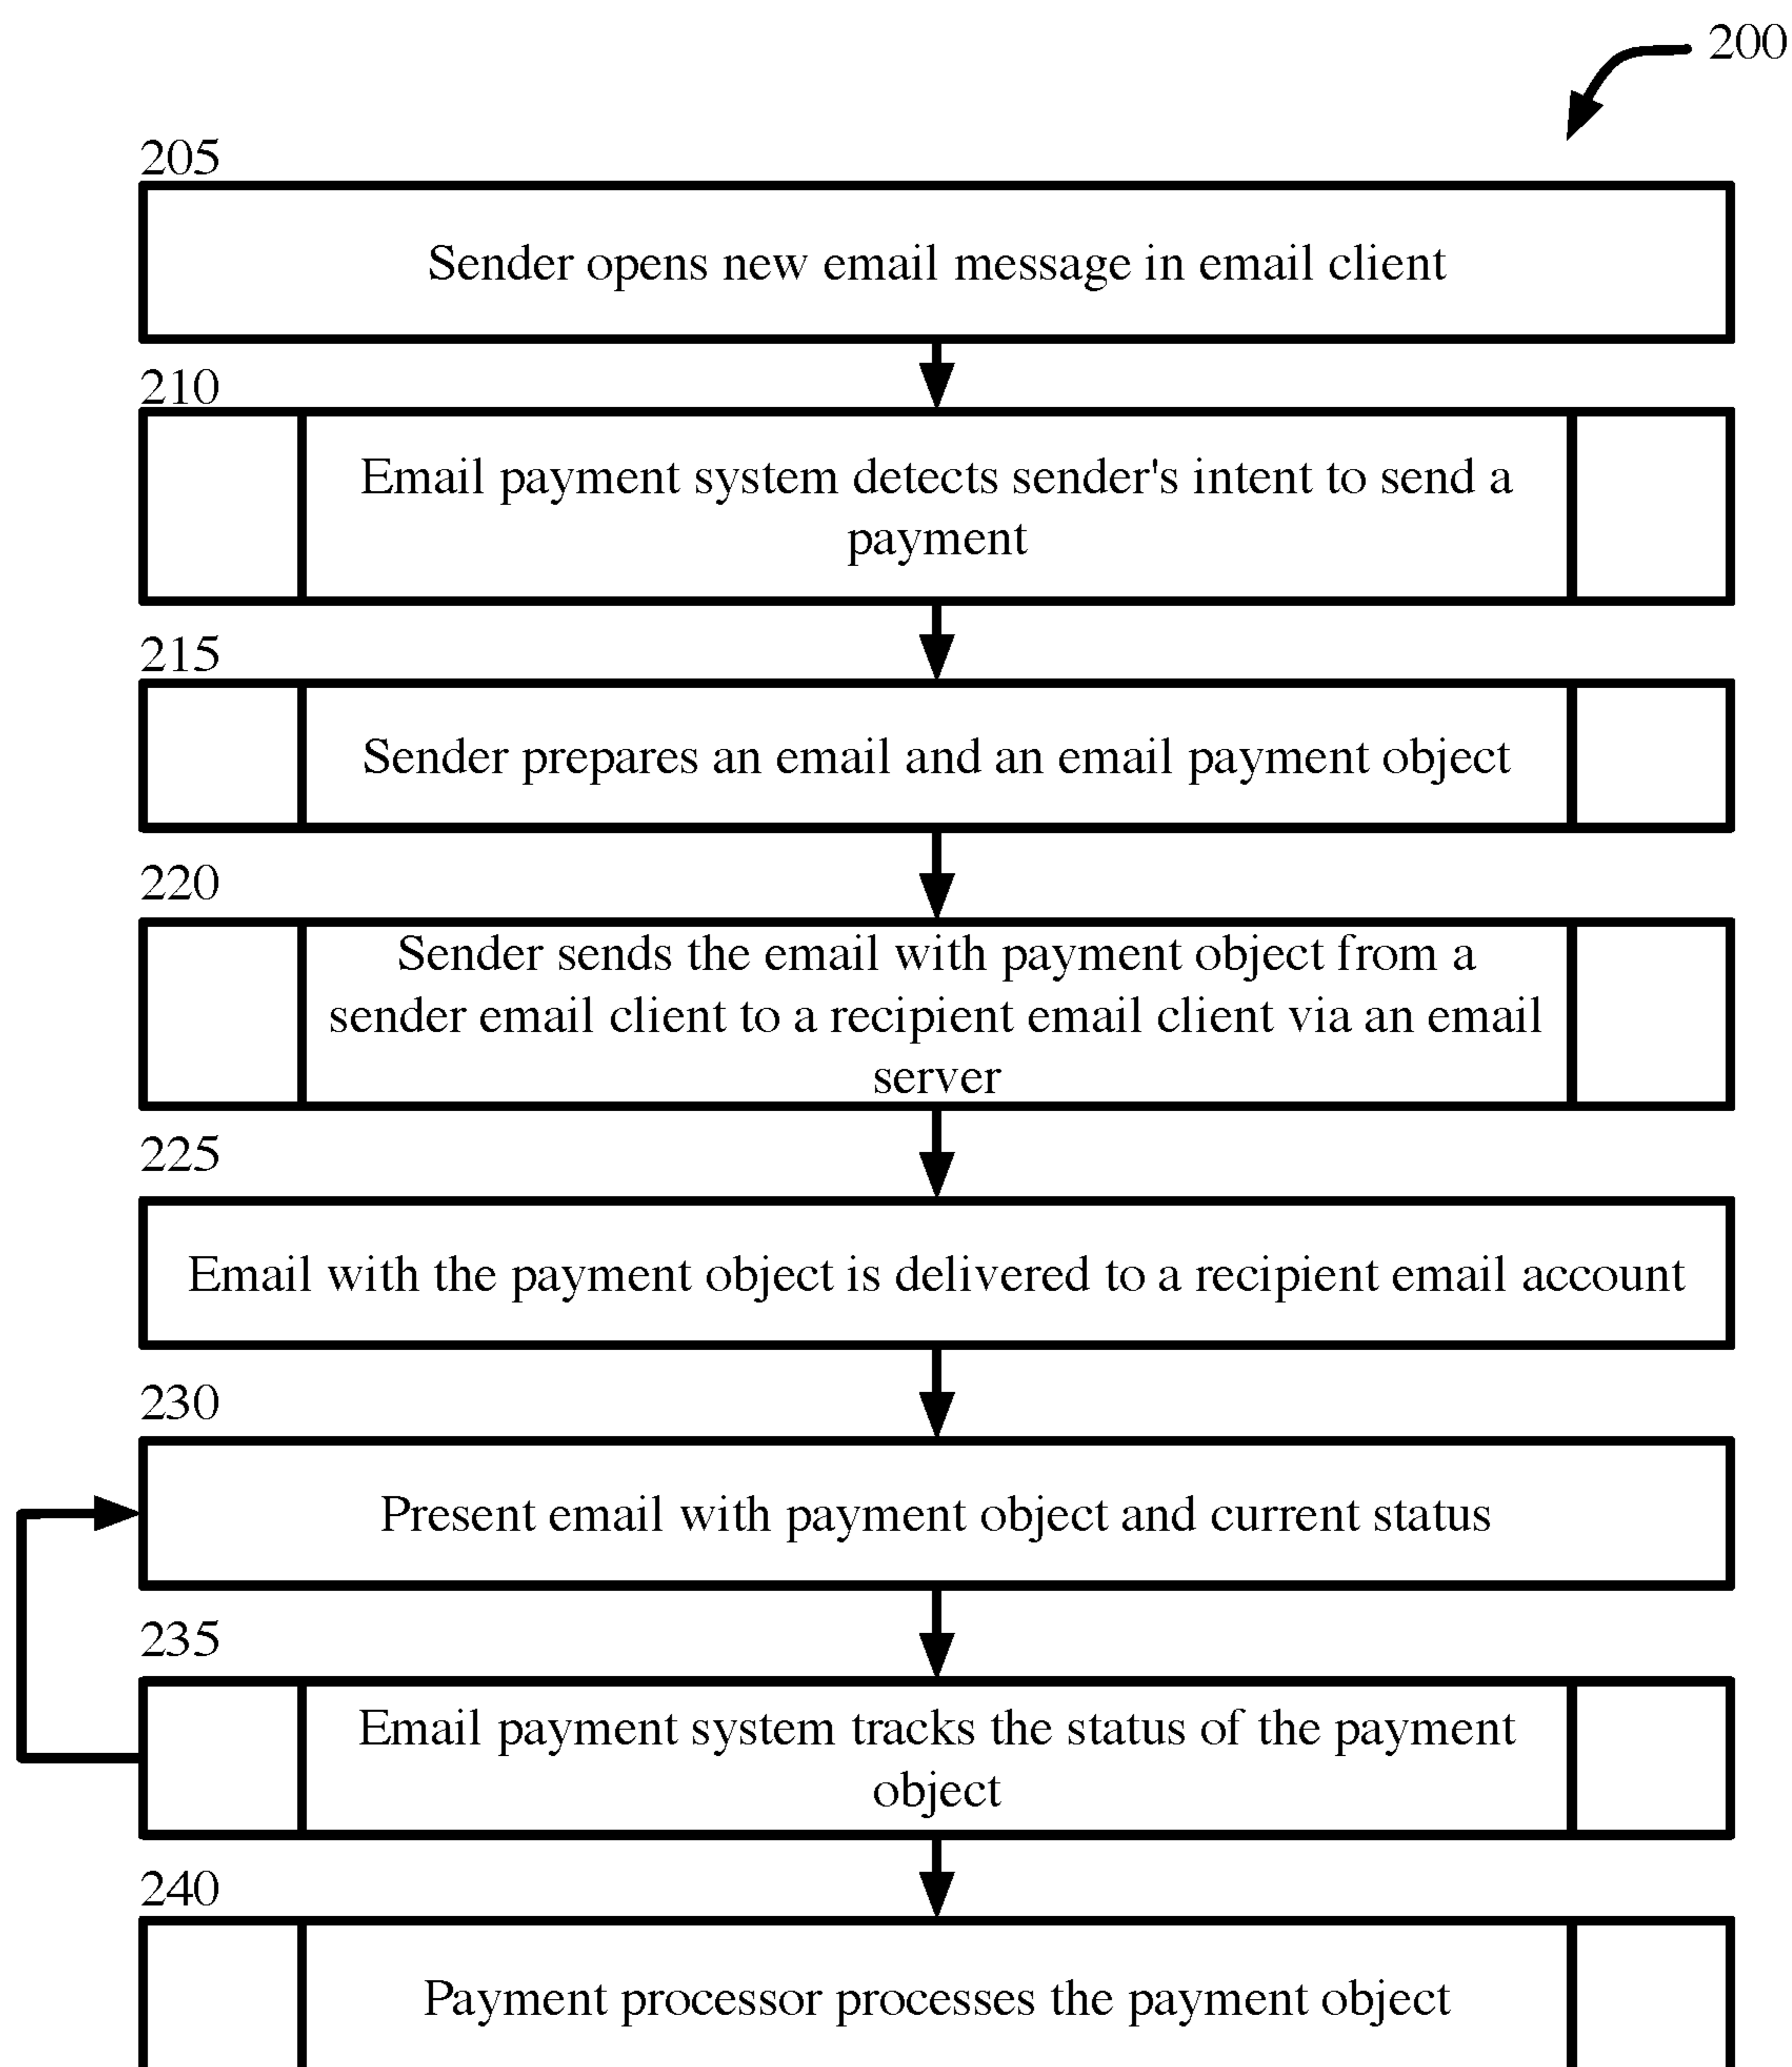 200
205
Sender opens new email message in email client
210
Email payment system detects sender's intent to send a
payment
215
Sender prepares an email and an email payment object
220
Sender sends the email with payment object from a
sender email client to a recipient email client via an email
server
225
Email with the payment object is delivered to a recipient email account
230
Present email with payment object and current status
235
Email payment system tracks the status of the payment
object
240
Payment processor processes the payment object